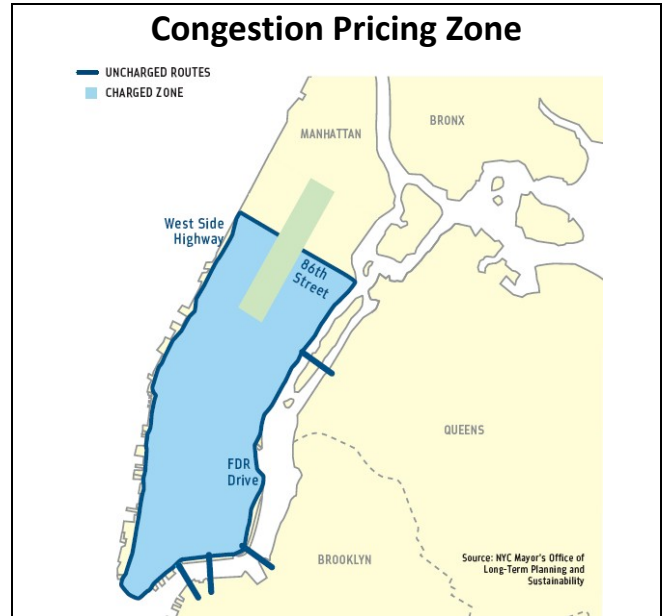 Congestion Pricing Zone
UNCHARGED ROUTES
CHARGED ZONE
BRONX
MANHATTAN
West Side
Highway
86th
Street
QUEENS
FDR
Drive
BROOKLYN
Source: NYC Mayor's Office of
Long-Term Planning and
Sustainability